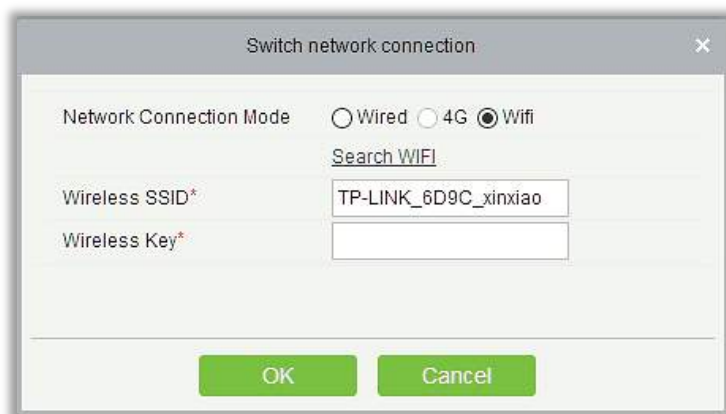 Switch network connection ×
Network Connection Mode Wired 4G Wifi
Search WIFI
Wireless SSID* TP-LINK_6D9C_xinxiao
Wireless Key*
OK Cancel